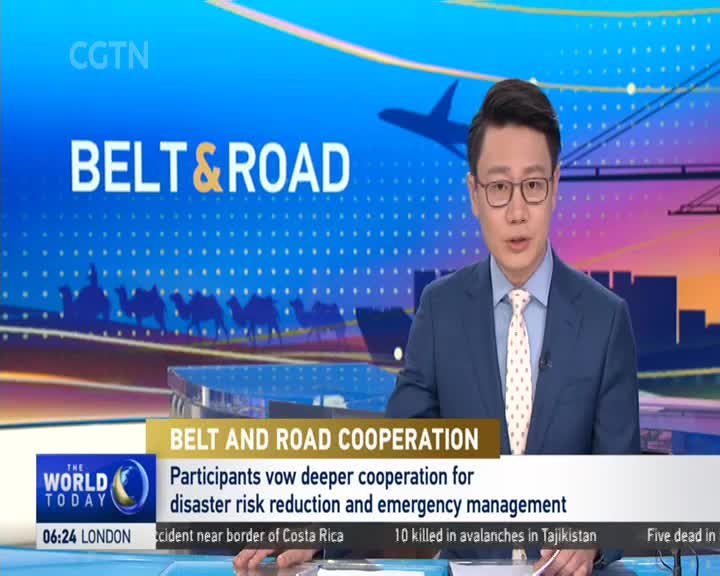 CGTN
BELT & ROAD
BELT AND ROAD COOPERATION
Participants vow deeper cooperation for
disaster risk reduction and emergency management
THE
WORLD
TODAY
06:24 LONDON
near border of Costa Rica 10 killed in avalanches in Tajikistan Five dead in